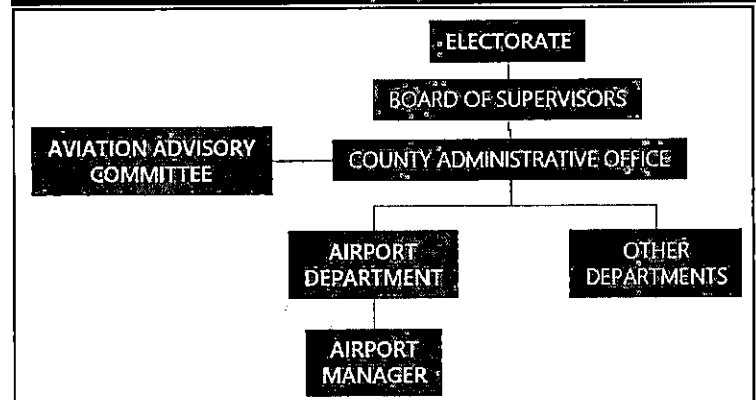 ELECTORATE
BOARD OF SUPERVISORS
AVIATION ADVISORY
COMMITTEE
COUNTY ADMINISTRATIVE OFFICE
AIRPORT
DEPARTMENT
OTHER
DEPARTMENTS
AIRPORT
MANAGER